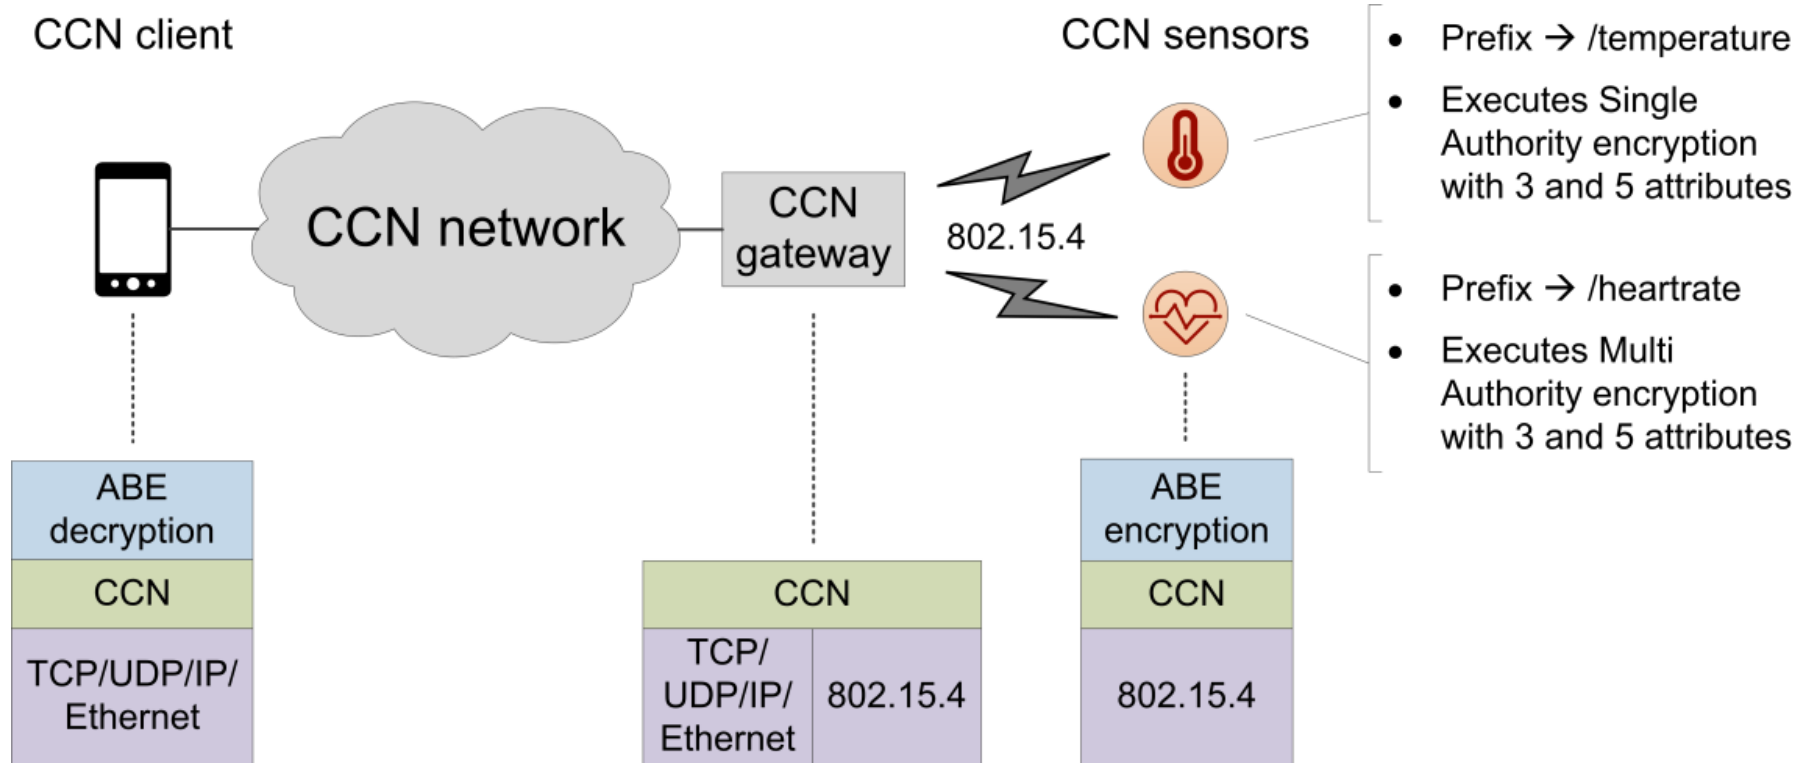 CCN client
CCN sensors
• Prefix → /temperature
• Executes Single
Authority encryption
with 3 and 5 attributes
CCN network
CCN
gateway
802.15.4
• Prefix → /heartrate
• Executes Multi
Authority encryption
with 3 and 5 attributes
ABE
decryption
CCN
TCP/UDP/IP/
Ethernet
CCN
TCP/
UDP/IP/
Ethernet
802.15.4
ABE
encryption
CCN
802.15.4